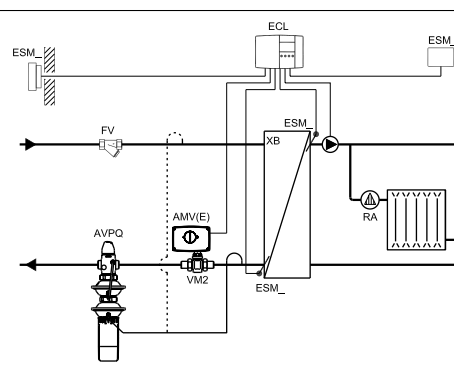 ECL
ESM_
ESM_
FV
ESM_
XB
AMV(E)
RA
AVPQ
VM2
ESM_